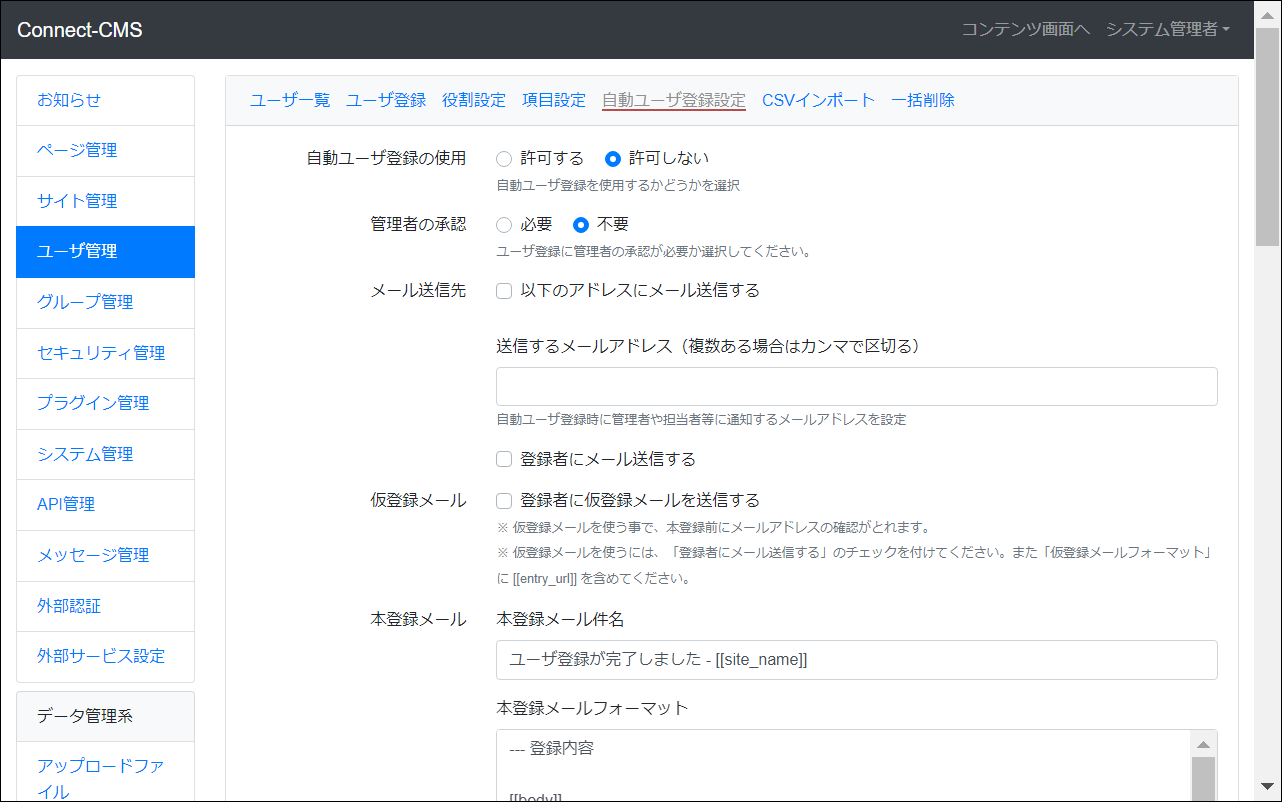 Connect-CMS
コンテンツ画面へ システム管理者
お知らせ
ページ管理
サイト管理
ユーザ管理
グループ管理
セキュリティ管理
プラグイン管理
システム管理
API管理
メッセージ管理
外部認証
外部サービス設定
データ管理系
アップロードファ
イル
ユーザ一覧 ユーザ登録 役割設定 項目設定 自動ユーザ登録設定 CSVインポート 一括削除
自動ユーザ登録の使用 許可する 許可しない
自動ユーザ登録を使用するかどうかを選択
管理者の承認 必要 不要
ユーザ登録に管理者の承認が必要か選択してください。
メール送信先 以下のアドレスにメール送信する
送信するメールアドレス（複数ある場合はカンマで区切る）
自動ユーザ登録時に管理者や担当者等に通知するメールアドレスを設定
登録者にメール送信する
仮登録メール 登録者に仮登録メールを送信する
※ 仮登録メールを使う事で、本登録前にメールアドレスの確認がとれます。
※ 仮登録メールを使うには、「登録者にメール送信する」のチェックを付けてください。また「仮登録メールフォーマット」
に [[entry_url]] を含めてください。
本登録メール 本登録メール件名
ユーザ登録が完了しました - [[site_name]]
本登録メールフォーマット
--- 登録内容
[[body]]